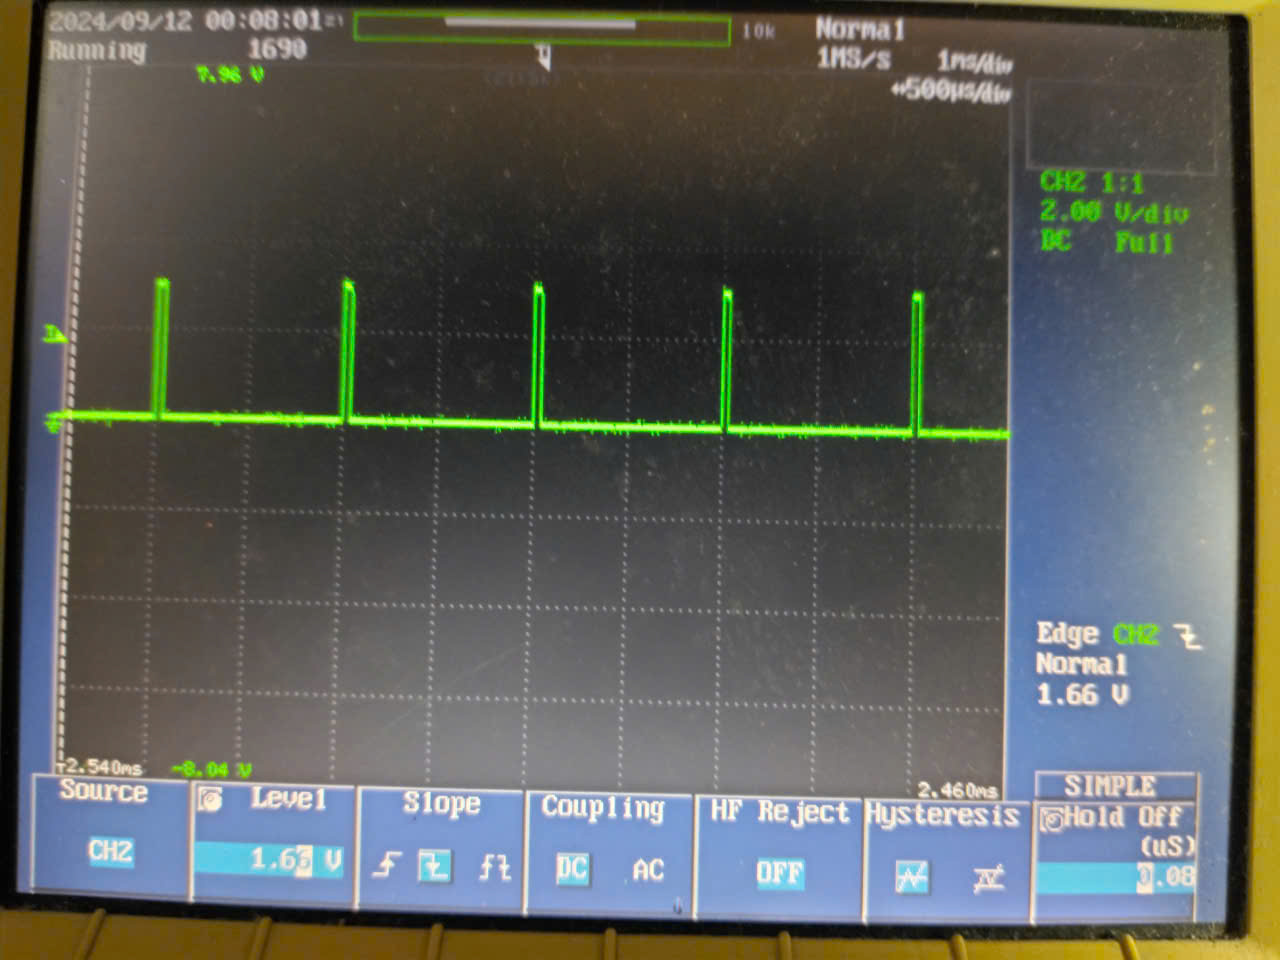 2024/09/12 00:08:01
10k
Normal
Running 1690
1MS/s 1ms/div
7.96 V
↔500µs/div
CH2 1:1
2.00 V/div
DC Full
Edge CH2
Normal
1.66 V
-2.540ms
-8.04 V
2.460ms
Source
CH2
Level
1.66 V
Slope
Coupling
DC AC
HF Reject
OFF
Hysteresis
SIMPLE
Hold Off
(uS)
0.08